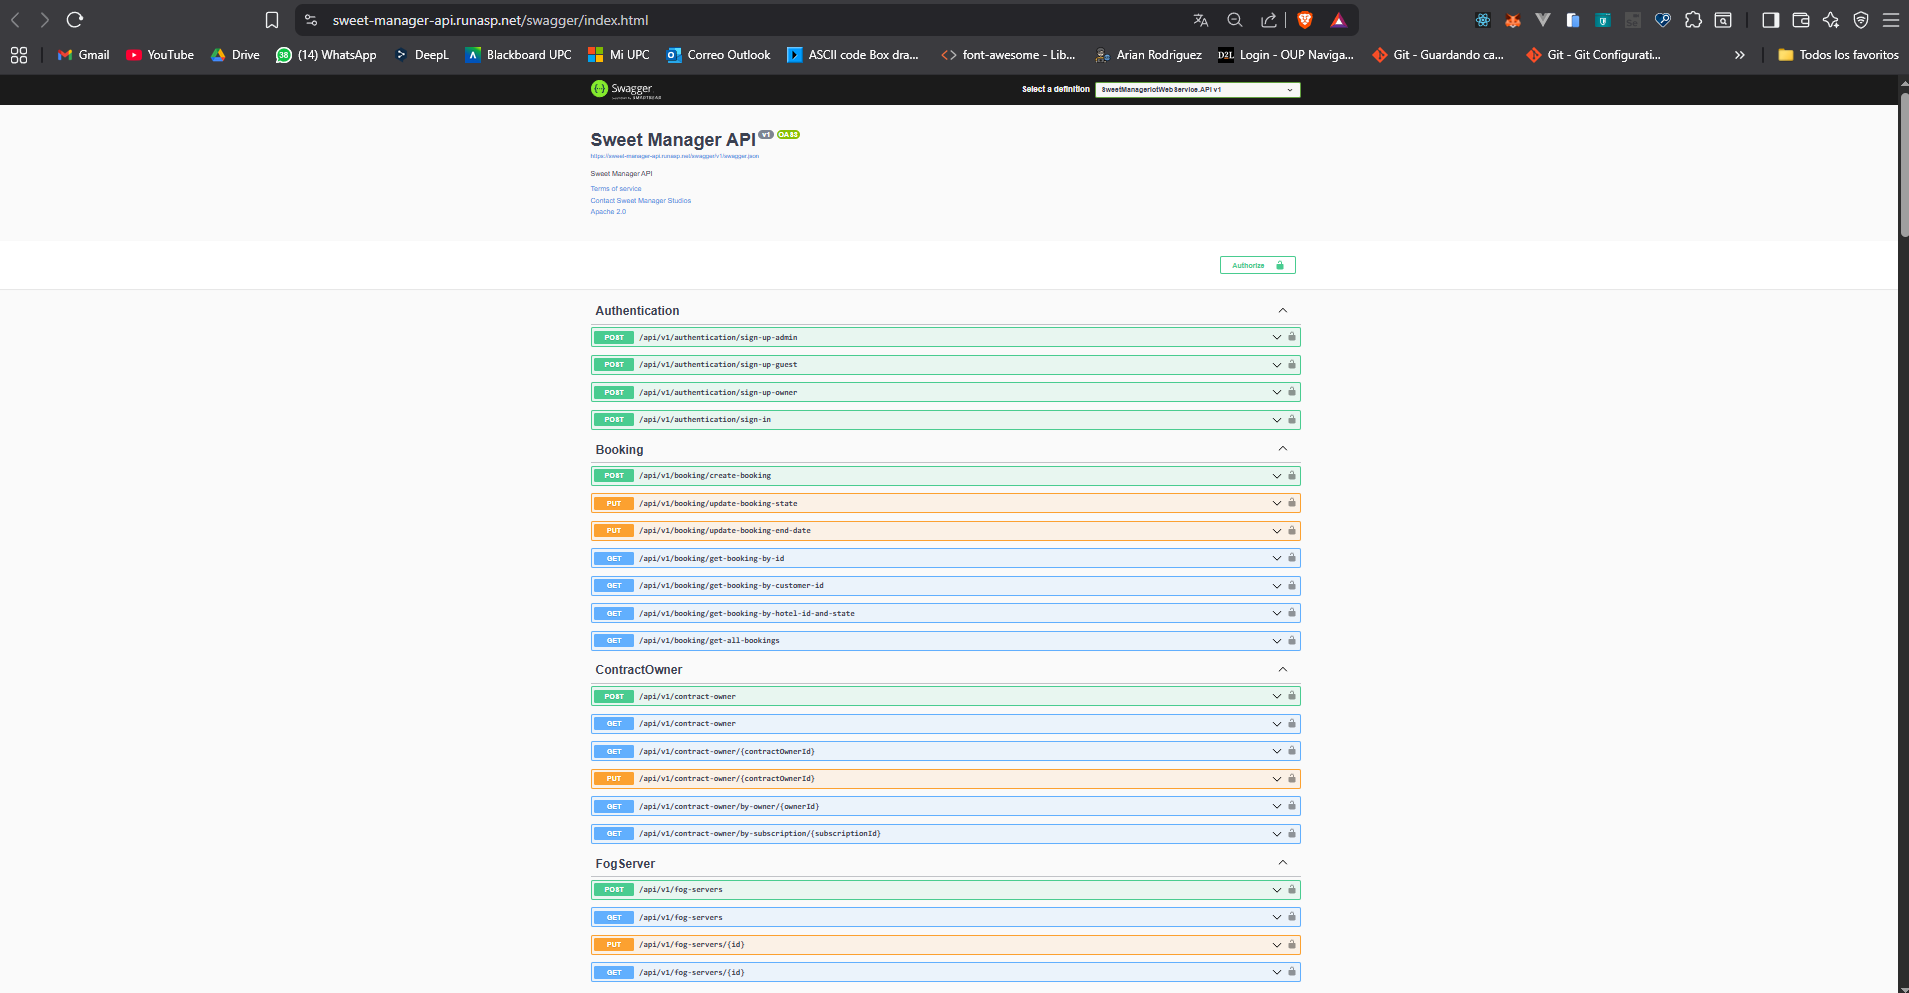 sweet-manager-api.runasp.net/swagger/index.html
Gmail YouTube Drive (14) WhatsApp DeepL Blackboard UPC Mi UPC Correo Outlook ASCII code Box dra... font-awesome - Lib... Arian Rodriguez Login - OUP Naviga... Git - Guardando ca... Git - Git Configurati... Todos los favoritos
Swagger
Select a definition SweetManagerIotWebService.API v1
Sweet Manager API v1 OAS3
https://sweet-manager-api.runasp.net/swagger/v1/swagger.json
Sweet Manager API
Terms of service
Contact Sweet Manager Studios
Apache 2.0
Authorize
Authentication
POST /api/v1/authentication/sign-up-admin
POST /api/v1/authentication/sign-up-guest
POST /api/v1/authentication/sign-up-owner
POST /api/v1/authentication/sign-in
Booking
POST /api/v1/booking/create-booking
PUT /api/v1/booking/update-booking-state
PUT /api/v1/booking/update-booking-end-date
GET /api/v1/booking/get-booking-by-id
GET /api/v1/booking/get-booking-by-customer-id
GET /api/v1/booking/get-booking-by-hotel-id-and-state
GET /api/v1/booking/get-all-bookings
ContractOwner
POST /api/v1/contract-owner
GET /api/v1/contract-owner
GET /api/v1/contract-owner/{contractOwnerId}
PUT /api/v1/contract-owner/{contractOwnerId}
GET /api/v1/contract-owner/by-owner/{ownerId}
GET /api/v1/contract-owner/by-subscription/{subscriptionId}
FogServer
POST /api/v1/fog-servers
GET /api/v1/fog-servers
PUT /api/v1/fog-servers/{id}
GET /api/v1/fog-servers/{id}